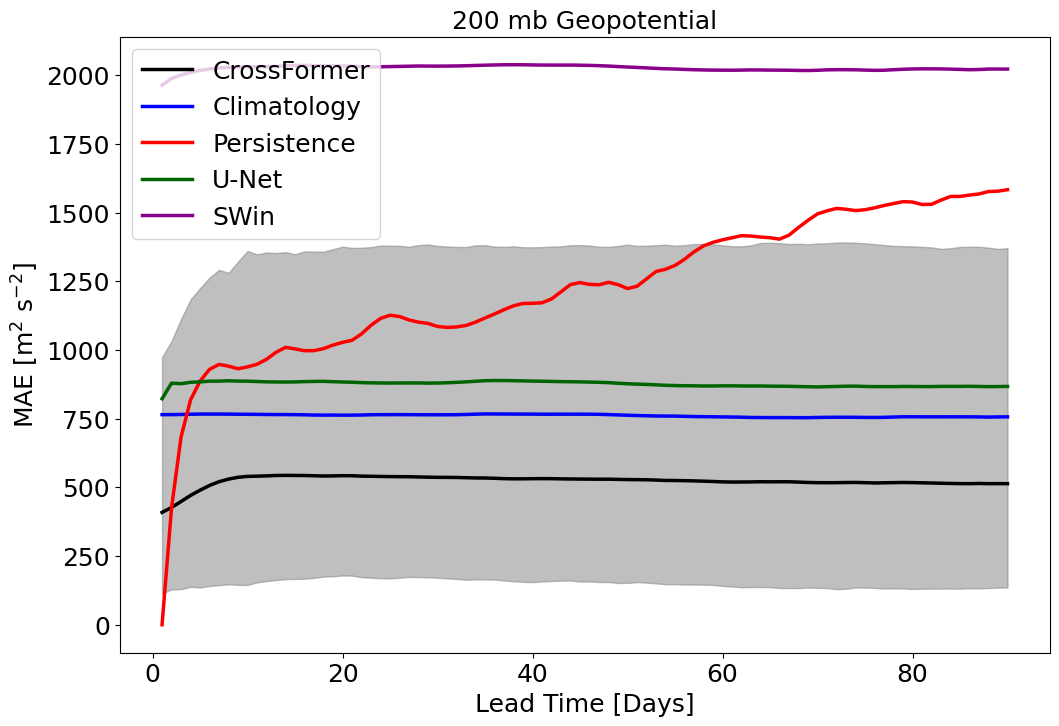 200 mb Geopotential
MAE [m² s⁻²]
2000
1750
1500
1250
1000
750
500
250
0
CrossFormer
Climatology
Persistence
U-Net
SWin
0 20 40 60 80
Lead Time [Days]